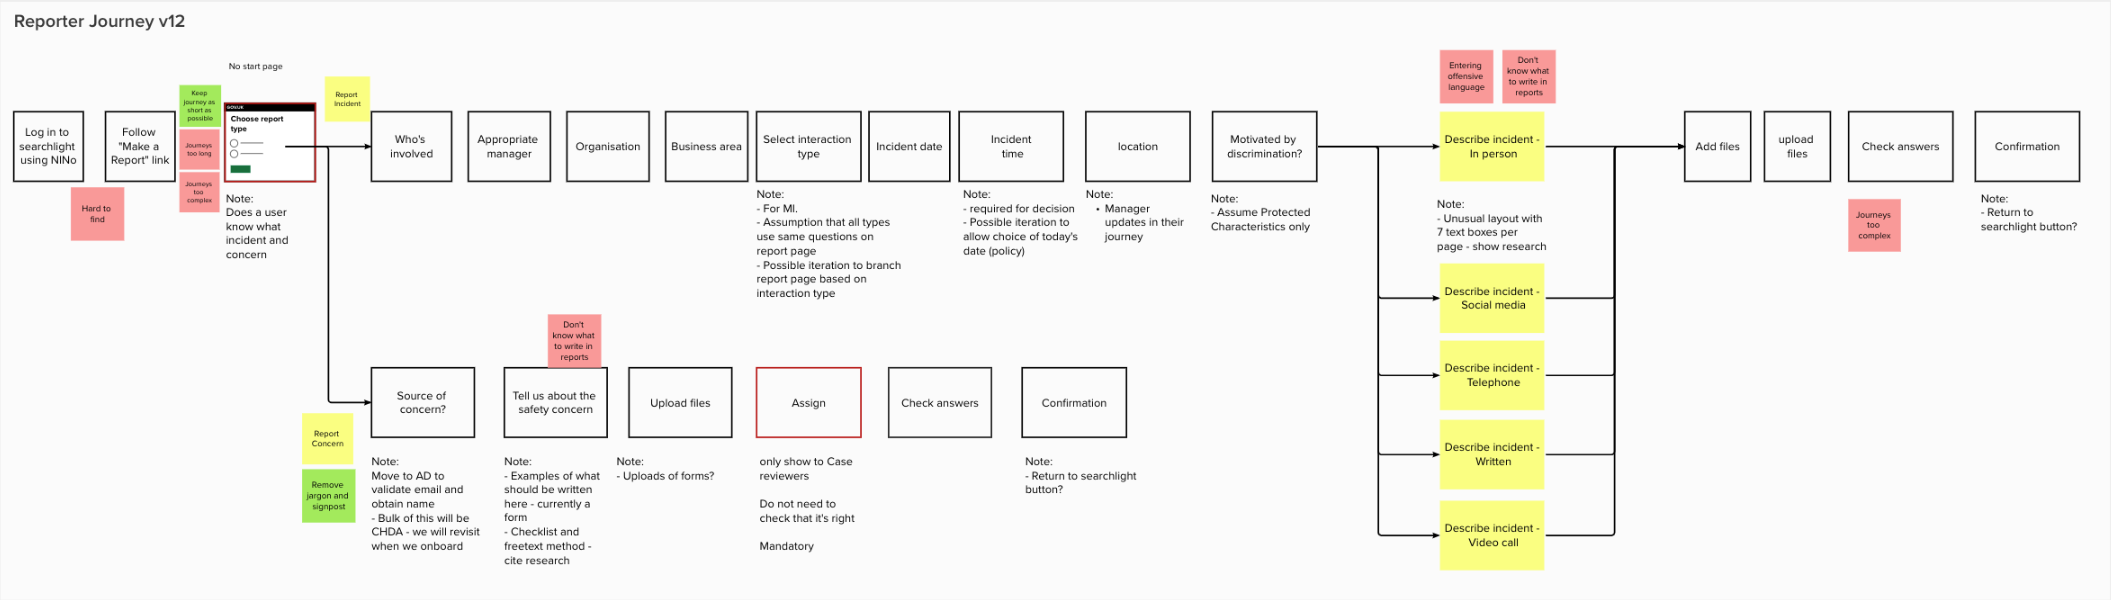 Reporter Journey v12
No start page
Keep
journey as
short as
possible
Journeys
too long
Journeys
too
complex
Hard to
find
Report
Incident
Entering
offensive
language
Don't
know what
to write in
reports
Log in to
searchlight
using NINo
Follow
"Make a
Report" link
GOV.UK
Choose report
type
Who's
involved
Appropriate
manager
Organisation
Business area
Select interaction
type
Incident date
Incident
time
location
Motivated by
discrimination?
Describe incident -
In person
Add files
upload
files
Check answers
Confirmation
Note:
Does a user
know what
incident and
concern
Note:
- For MI.
- Assumption that all types
use same questions on
report page
- Possible iteration to branch
report page based on
interaction type
Note:
- required for decision
- Possible iteration to
allow choice of today's
date (policy)
Note:
• Manager
updates in their
journey
Note:
- Assume Protected
Characteristics only
Note:
- Unusual layout with
7 text boxes per
page - show research
Journeys
too
complex
Note:
- Return to
searchlight button?
Describe incident -
Social media
Describe incident -
Telephone
Describe incident -
Written
Describe incident -
Video call
Don't
know what
to write in
reports
Source of
concern?
Tell us about the
safety concern
Upload files
Assign
Check answers
Confirmation
Report
Concern
Remove
jargon and
signpost
Note:
Move to AD to
validate email and
obtain name
- Bulk of this will be
CHDA - we will revisit
when we onboard
Note:
- Examples of what
should be written
here - currently a
form
- Checklist and
freetext method -
cite research
Note:
- Uploads of forms?
only show to Case
reviewers
Do not need to
check that it's right
Mandatory
Note:
- Return to searchlight
button?